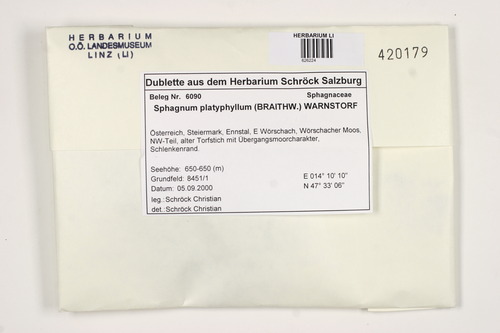 HERBARIUM
O.Ö. LANDESMUSEUM
LINZ (LI)
HERBARIUM LI
420179
Dublette aus dem Herbarium Schröck Salzburg
Beleg Nr. 6090 Sphagnaceae
Sphagnum platyphyllum (BRAITHW.) WARNSTORF
Österreich, Steiermark, Ennstal, E Wörschach, Wörschacher Moos,
NW-Teil, alter Torfstich mit Übergangsmoorcharakter,
Schlenkenrand
Seehöhe: 650-650 (m)
Grundfeld: 8451/1 E 014° 10' 10"
Datum: 05.09.2000 N 47° 33' 06"
leg.:Schröck Christian
det.:Schröck Christian